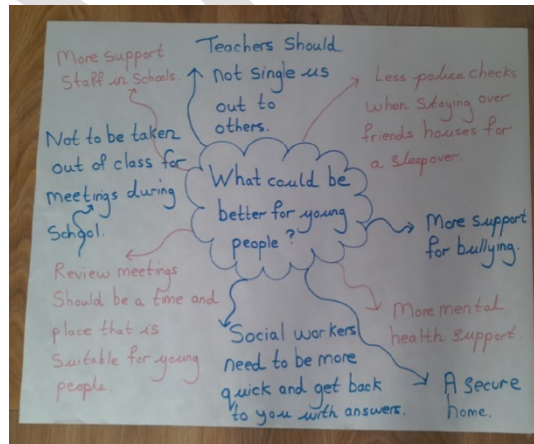 What could be
better for young
people?
Teachers Should
not single us
out to
others.
Less police checks
when staying over
friends houses for
a sleepover.
More support
for bullying.
More mental
health support.
A secure
home.
Social workers
need to be more
quick and get back
to you with answers.
Review meetings
Should be a time and
place that is
Suitable for young
people.
Not to be taken
out of class for
meetings during
School.
More support
Staff in Schools.